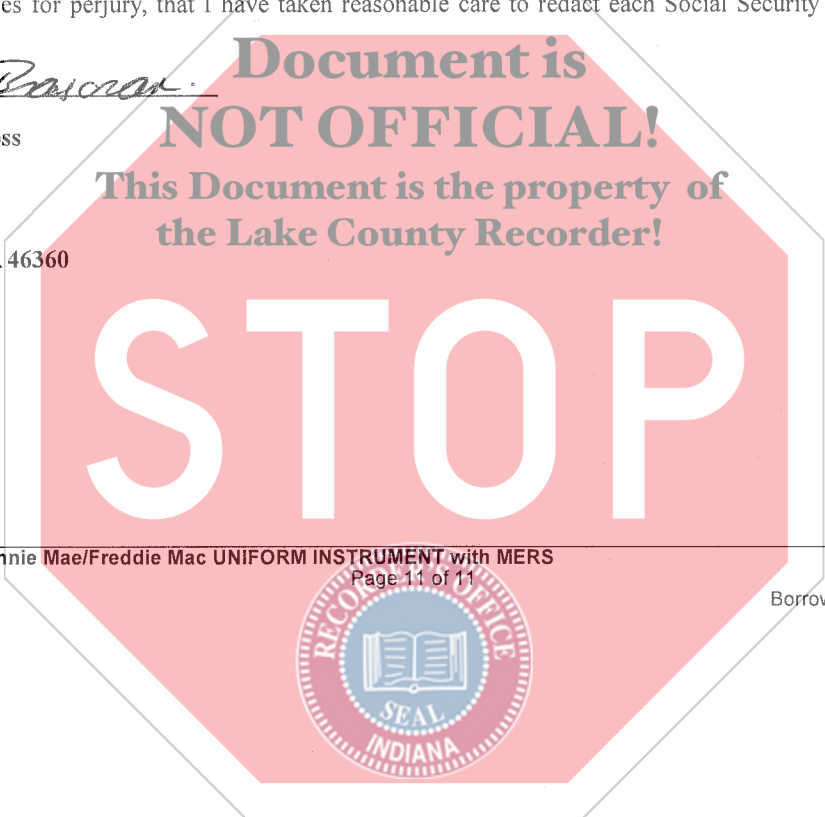 es for perjury, that I have taken reasonable care to redact each Social Security
Document is
NOT OFFICIAL!
oss
This Document is the property of
the Lake County Recorder!
46360
STOP
nnie Mae/Freddie Mac UNIFORM INSTRUMENT with MERS
Page 11 of 11
Borrow
RECORDER'S OFFICE
SEAL
INDIANA